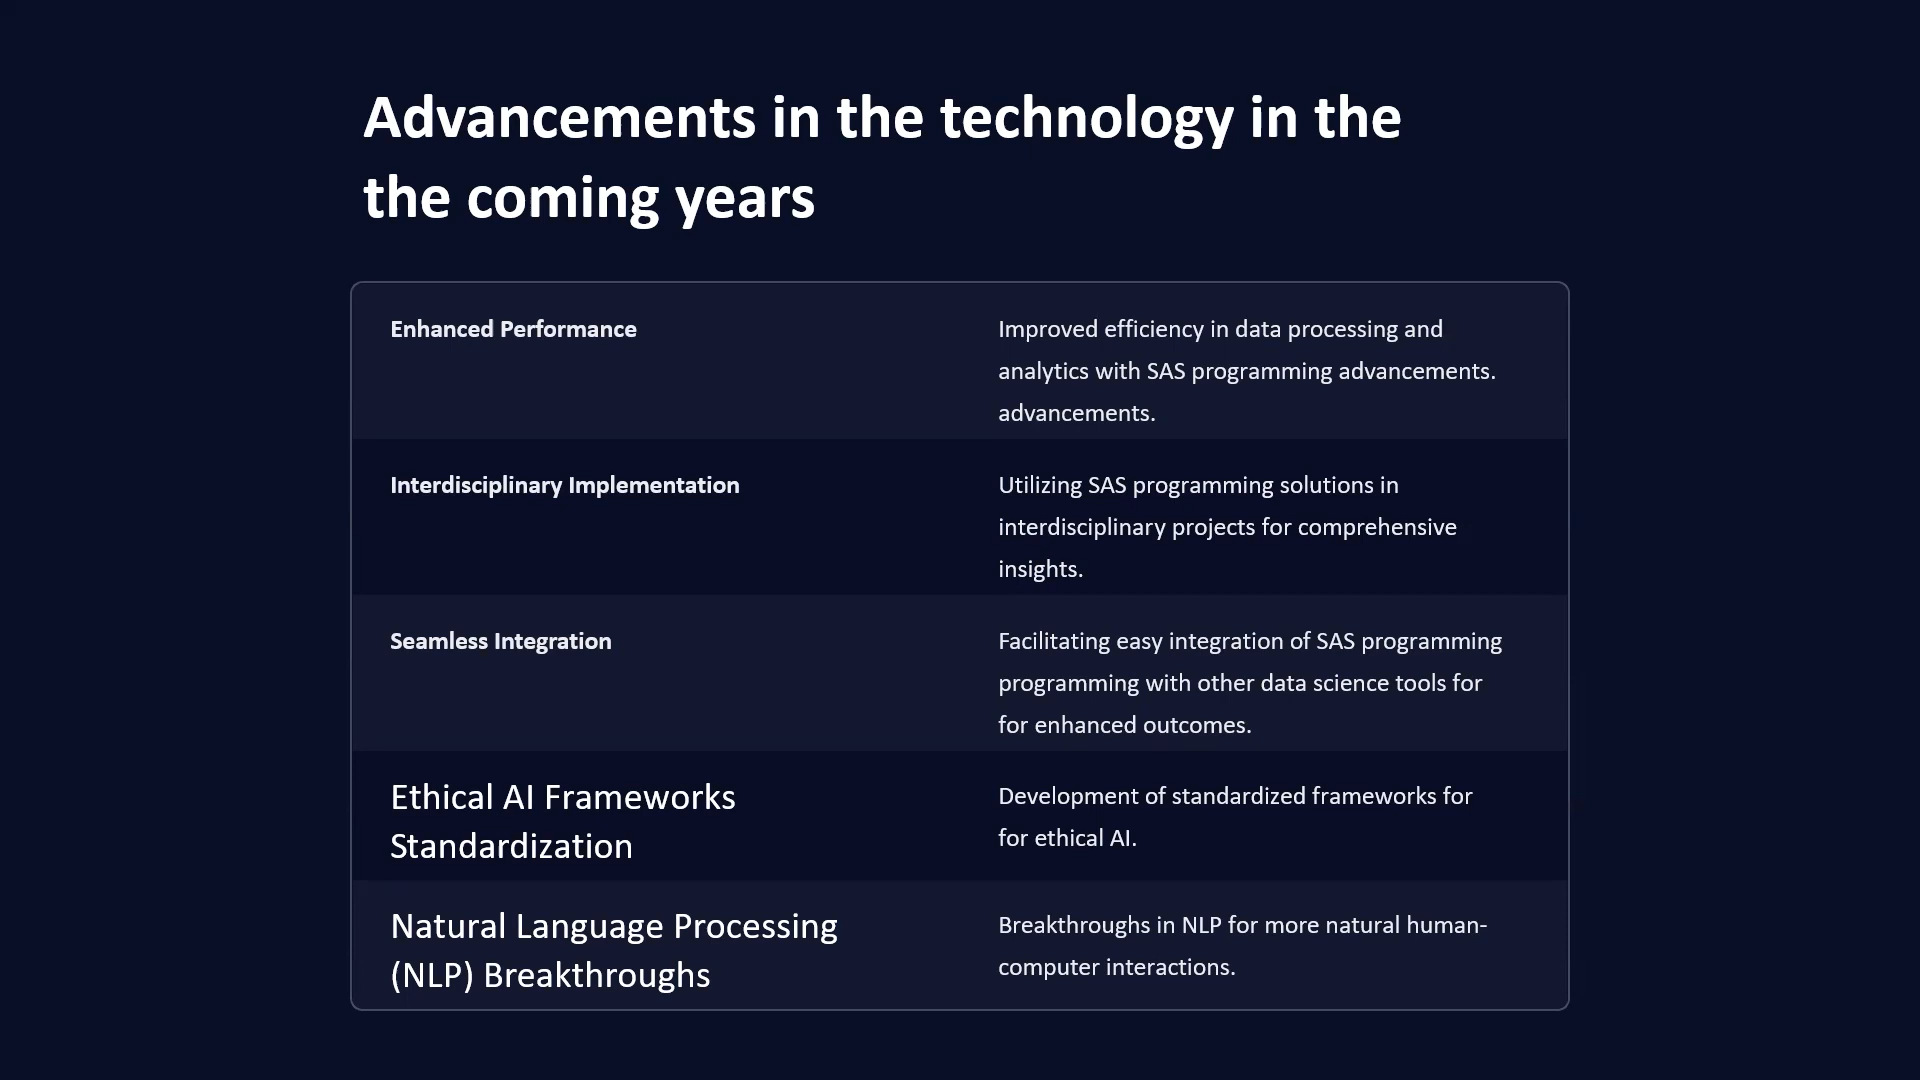 Advancements in the technology in the
the coming years
Enhanced Performance
Improved efficiency in data processing and
analytics with SAS programming advancements.
advancements.
Interdisciplinary Implementation
Utilizing SAS programming solutions in
interdisciplinary projects for comprehensive
insights.
Seamless Integration
Facilitating easy integration of SAS programming
programming with other data science tools for
for enhanced outcomes.
Ethical AI Frameworks
Standardization
Development of standardized frameworks for
for ethical AI.
Natural Language Processing
(NLP) Breakthroughs
Breakthroughs in NLP for more natural human-
computer interactions.